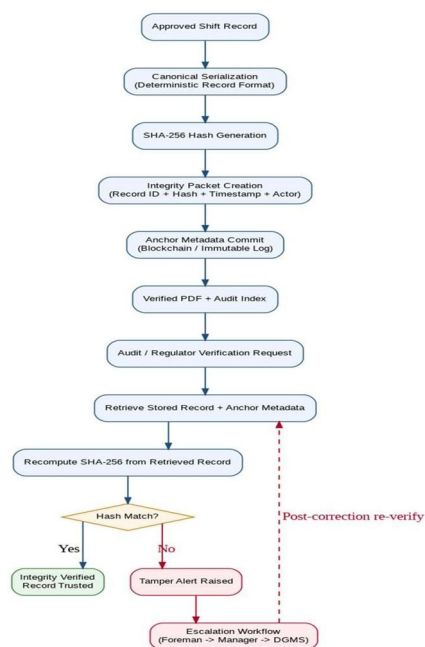 Approved Shift Record
Canonical Serialization
(Deterministic Record Format)
SHA-256 Hash Generation
Integrity Packet Creation
(Record ID + Hash + Timestamp + Actor)
Anchor Metadata Commit
(Blockchain / Immutable Log)
Verified PDF + Audit Index
Audit / Regulator Verification Request
Retrieve Stored Record + Anchor Metadata
Recompute SHA-256 from Retrieved Record
Hash Match?
Post-correction re-verify
Yes
No
Integrity Verified
Record Trusted
Tamper Alert Raised
Escalation Workflow
(Foreman -> Manager -> DGMS)